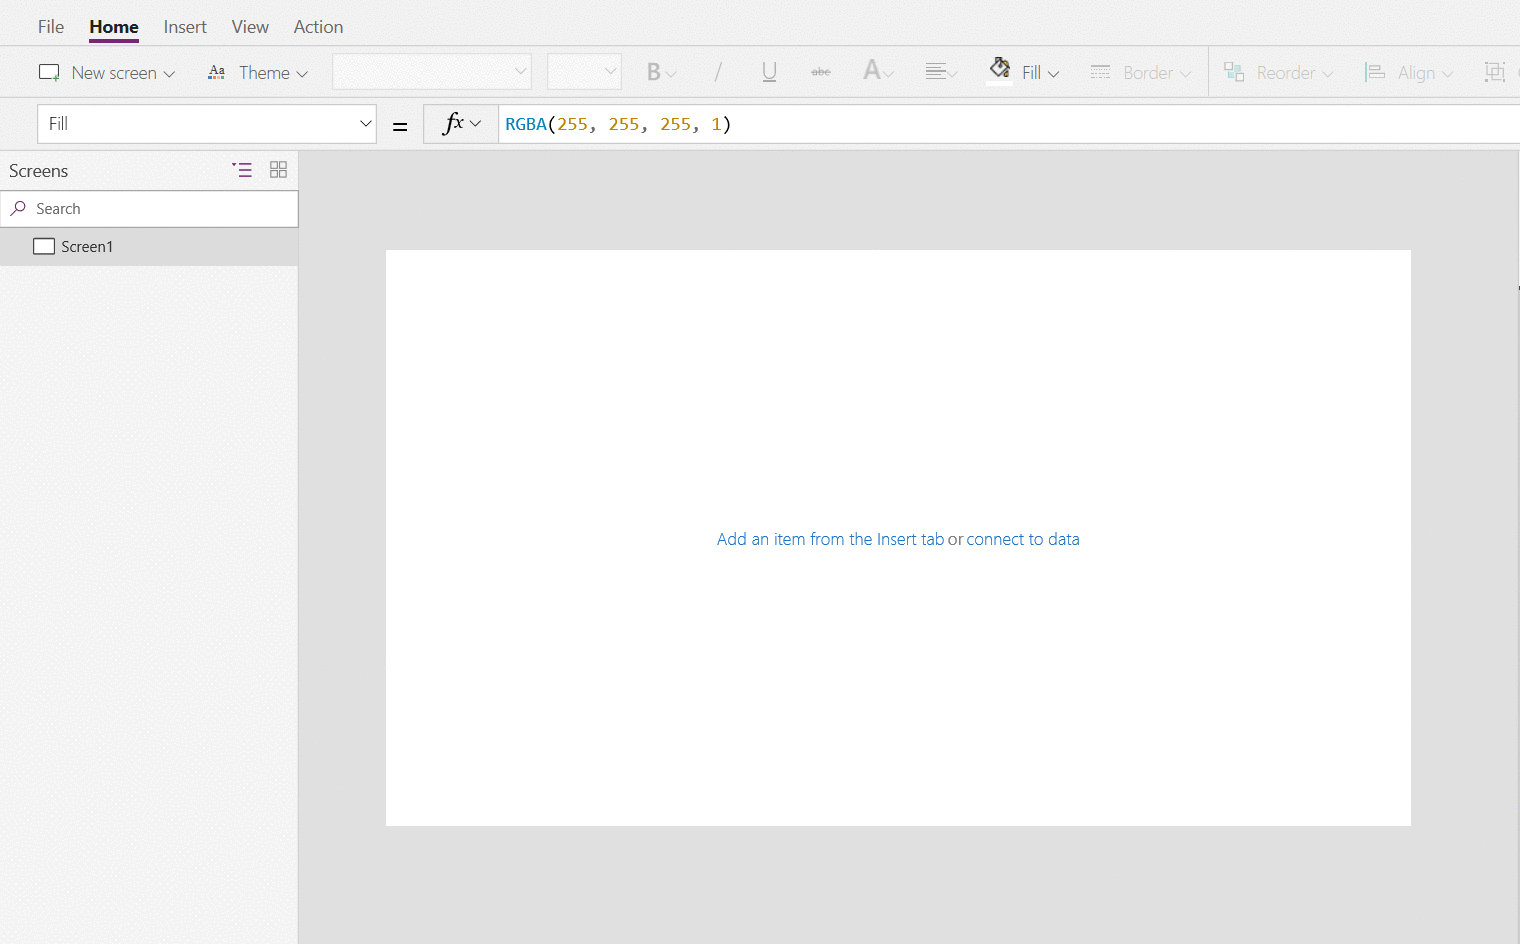 File Home Insert View Action
New screen Aa Theme B / U abc A Fill Border Reorder Align
Fill = fx RGBA(255, 255, 255, 1)
Screens
Search
Screen1
Add an item from the Insert tab or connect to data